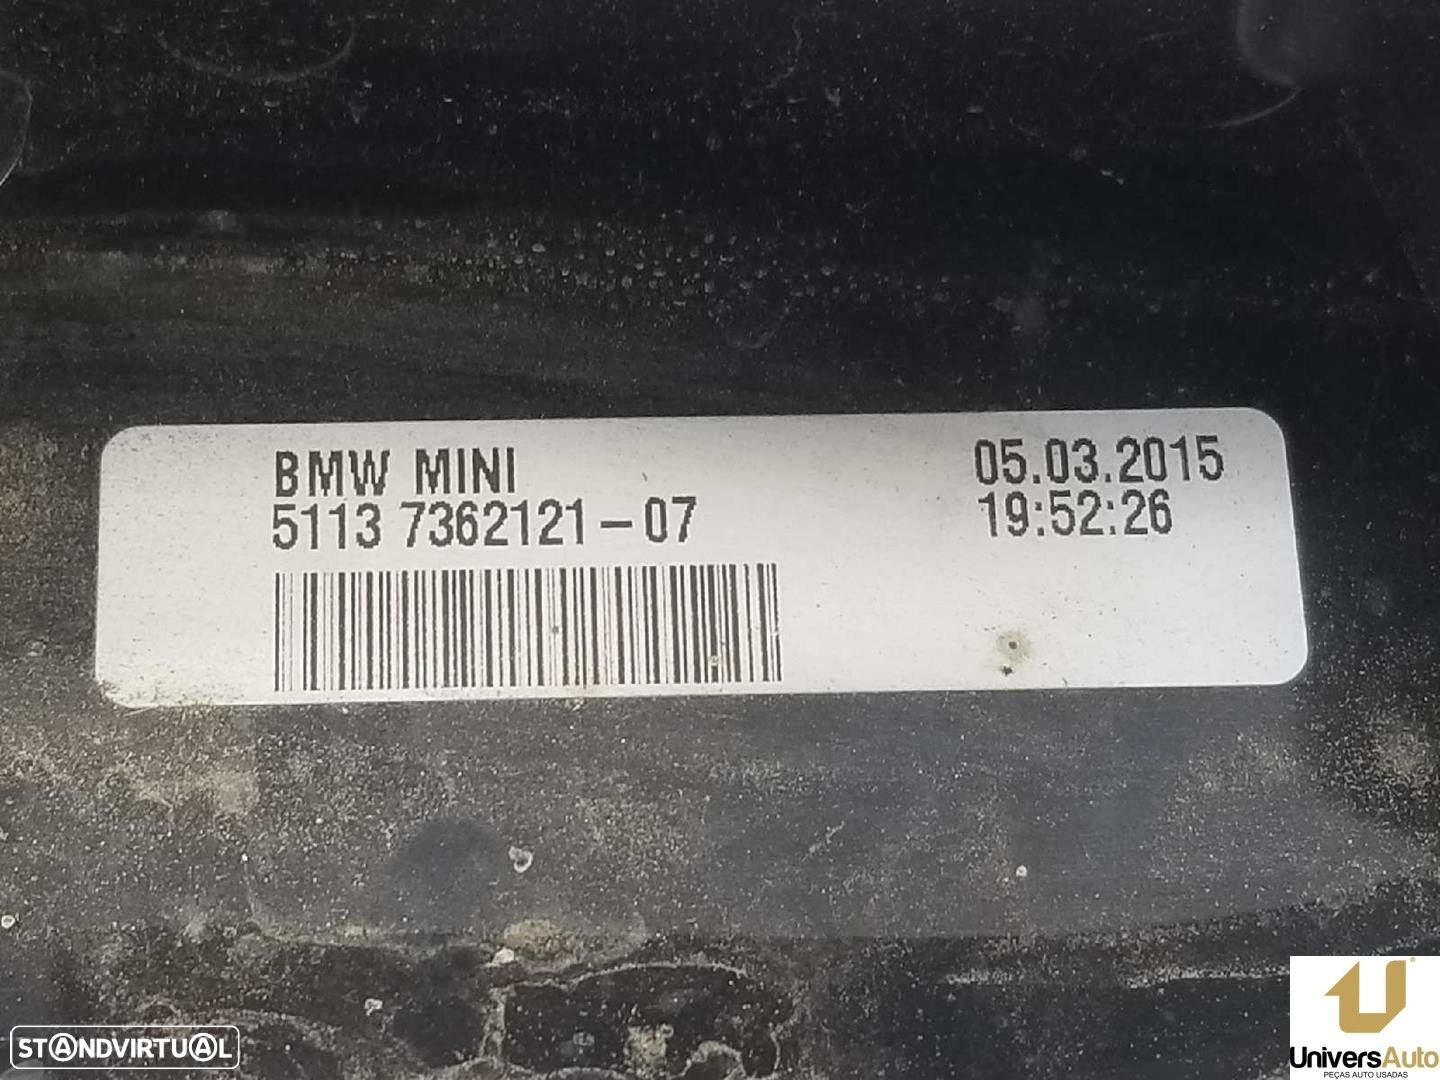 BMW MINI
5113 7362121-07
05.03.2015
19:52:26
STANDVIRTUAL
UniversAuto
PEÇAS AUTO USADAS